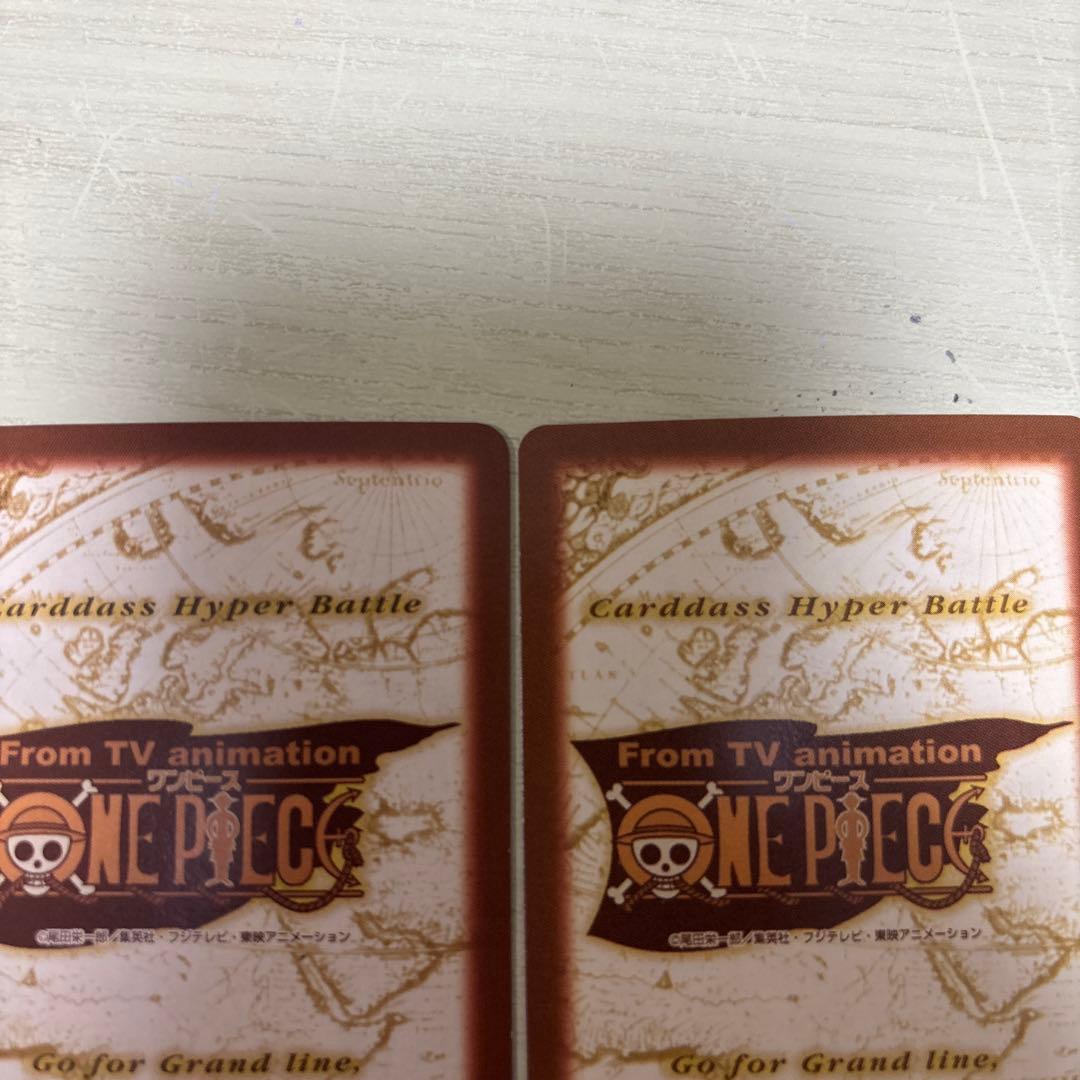 Septentrio
Carddass Hyper Battle
From TV animation
ワンピース
ONE PIECE
©尾田栄一郎／集英社・フジテレビ・東映アニメーション
Go for Grand line,
Septentrio
Carddass Hyper Battle
TLAN
From TV animation
ワンピース
ONE PIECE
©尾田栄一郎／集英社・フジテレビ・東映アニメーション
Go for Grand line,